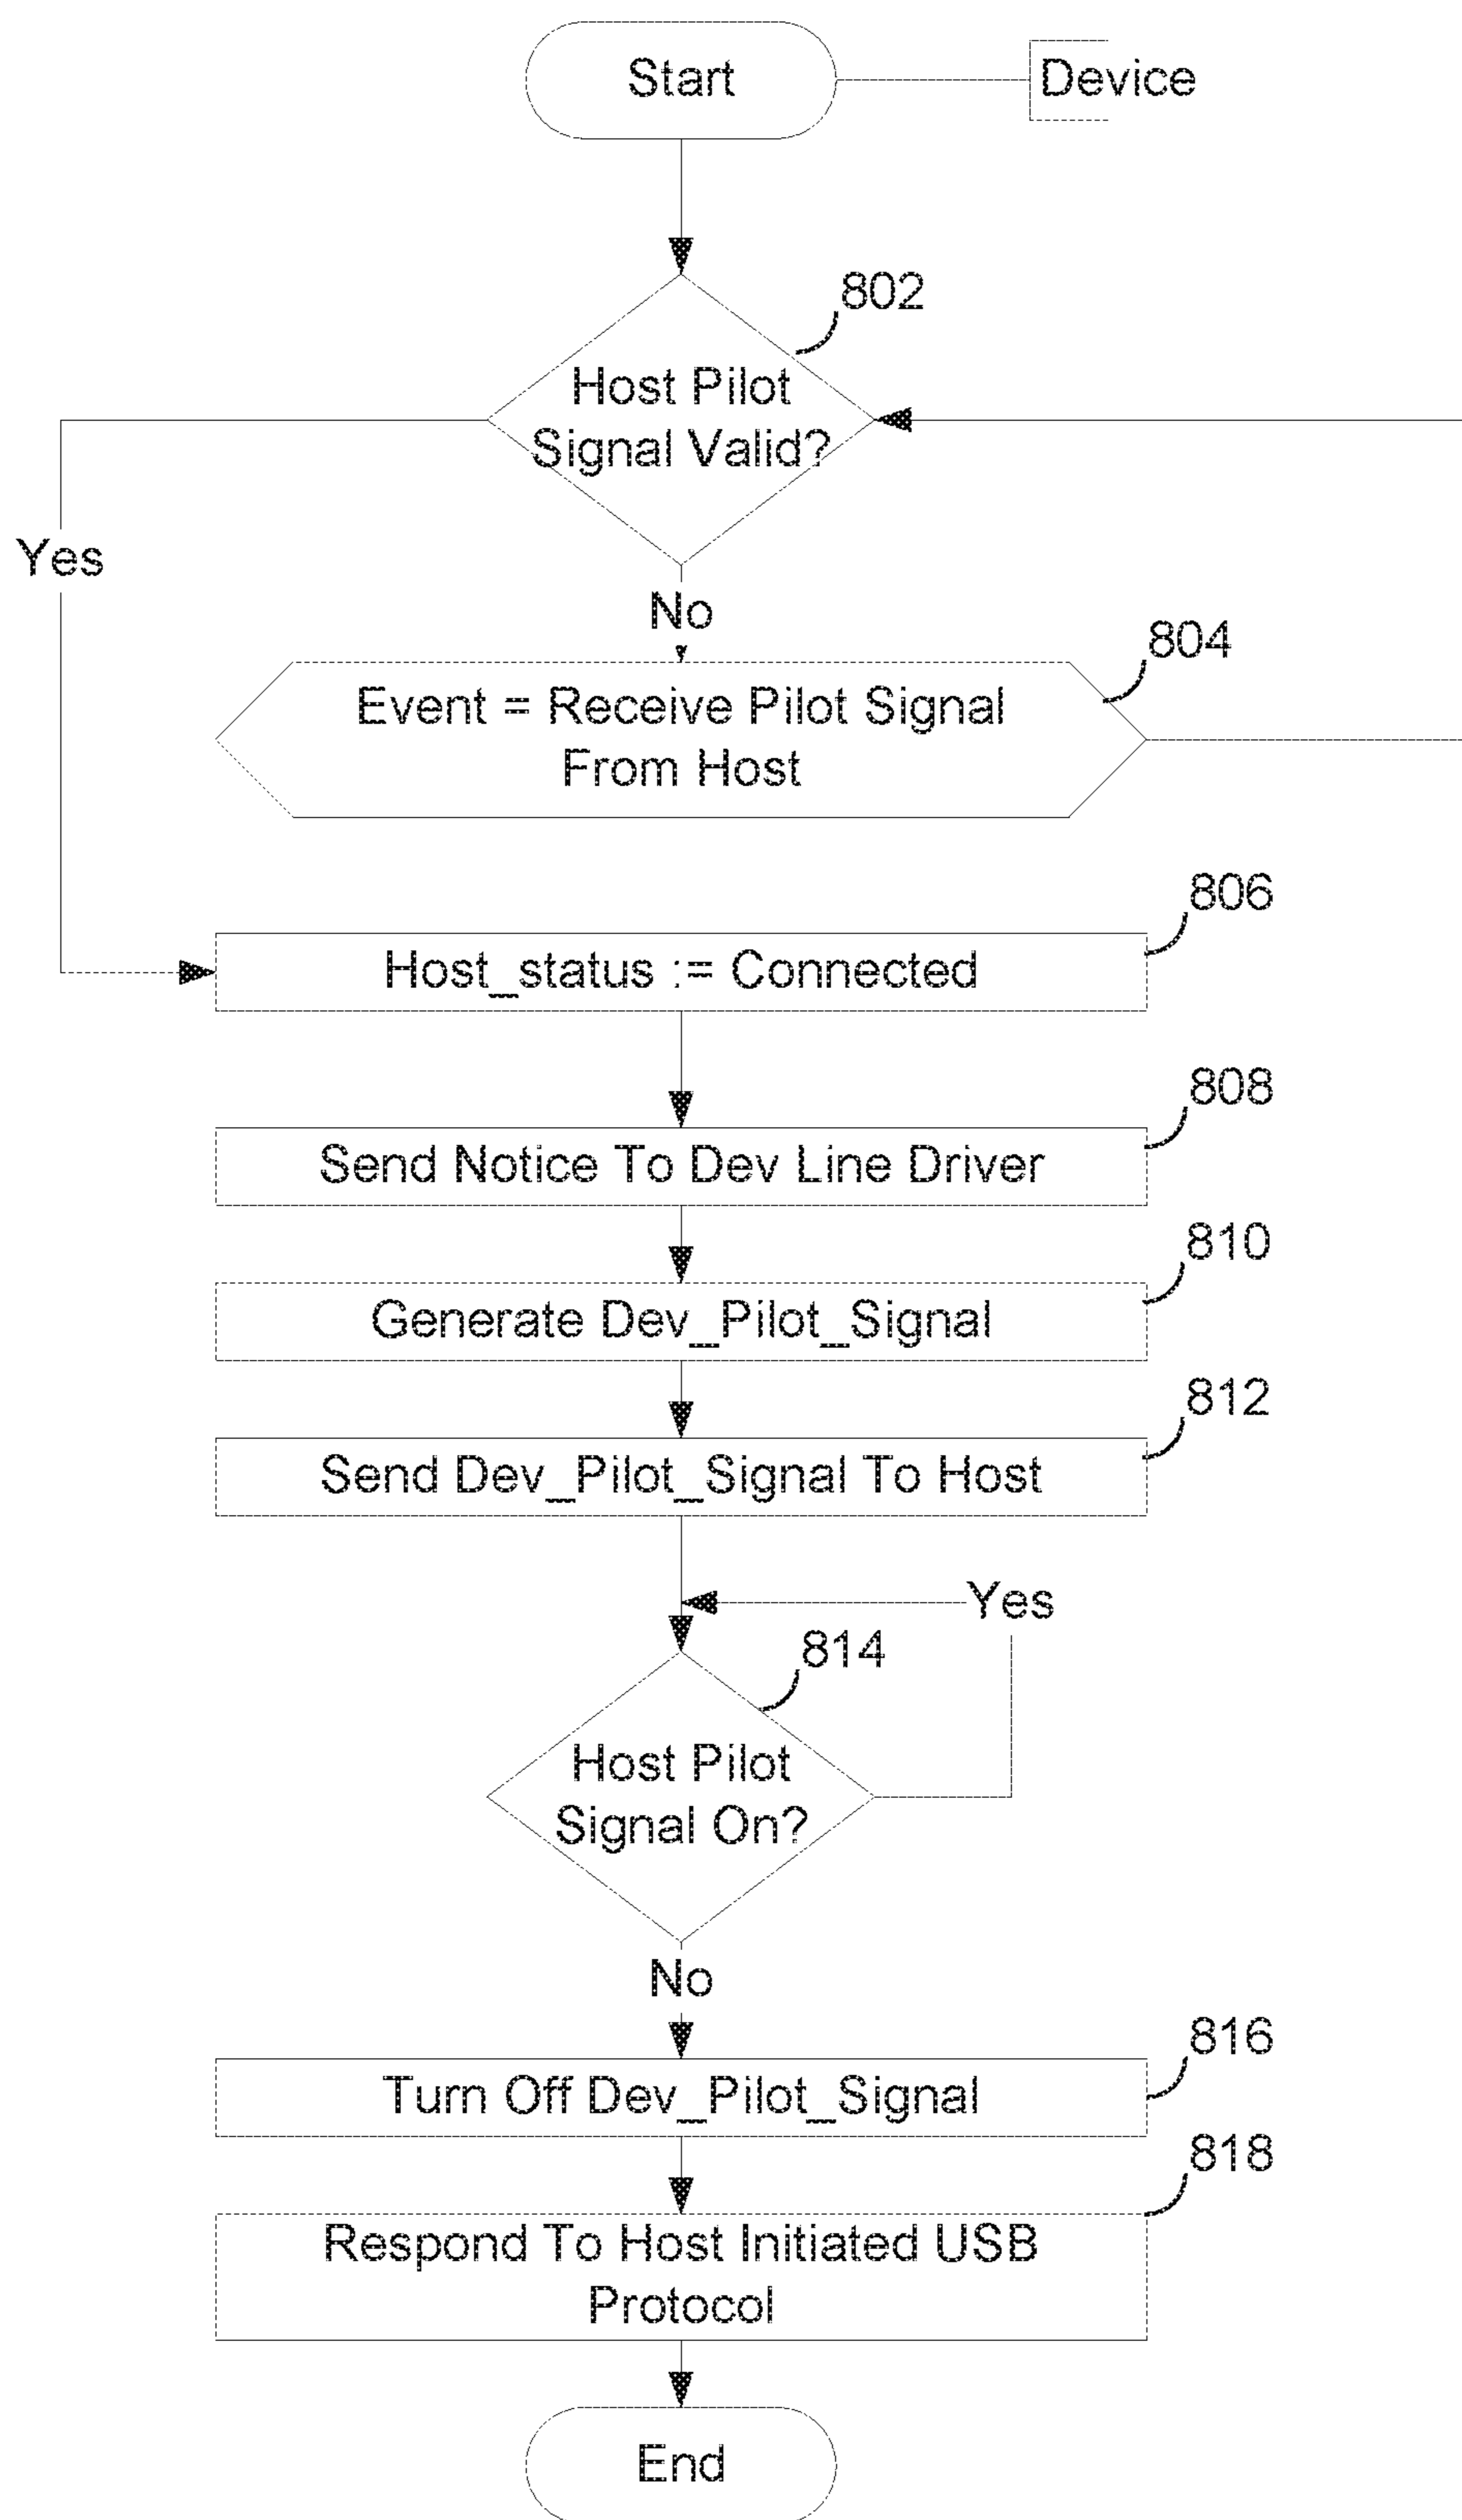 Start
Device
802
Host Pilot
Signal Valid?
Yes
No
804
Event = Receive Pilot Signal
From Host
806
Host_status := Connected
808
Send Notice To Dev Line Driver
810
Generate Dev_Pilot_Signal
812
Send Dev_Pilot_Signal To Host
Yes
814
Host Pilot
Signal On?
No
816
Turn Off Dev_Pilot_Signal
818
Respond To Host Initiated USB
Protocol
End